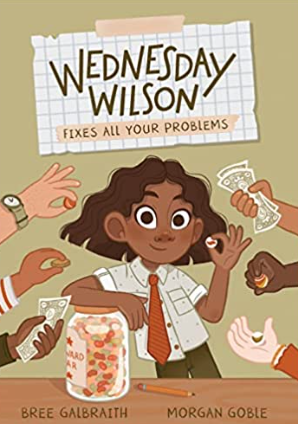 WEDNESDAY
WILSON
FIXES ALL YOUR PROBLEMS
BREE GALBRAITH MORGAN GOBLE